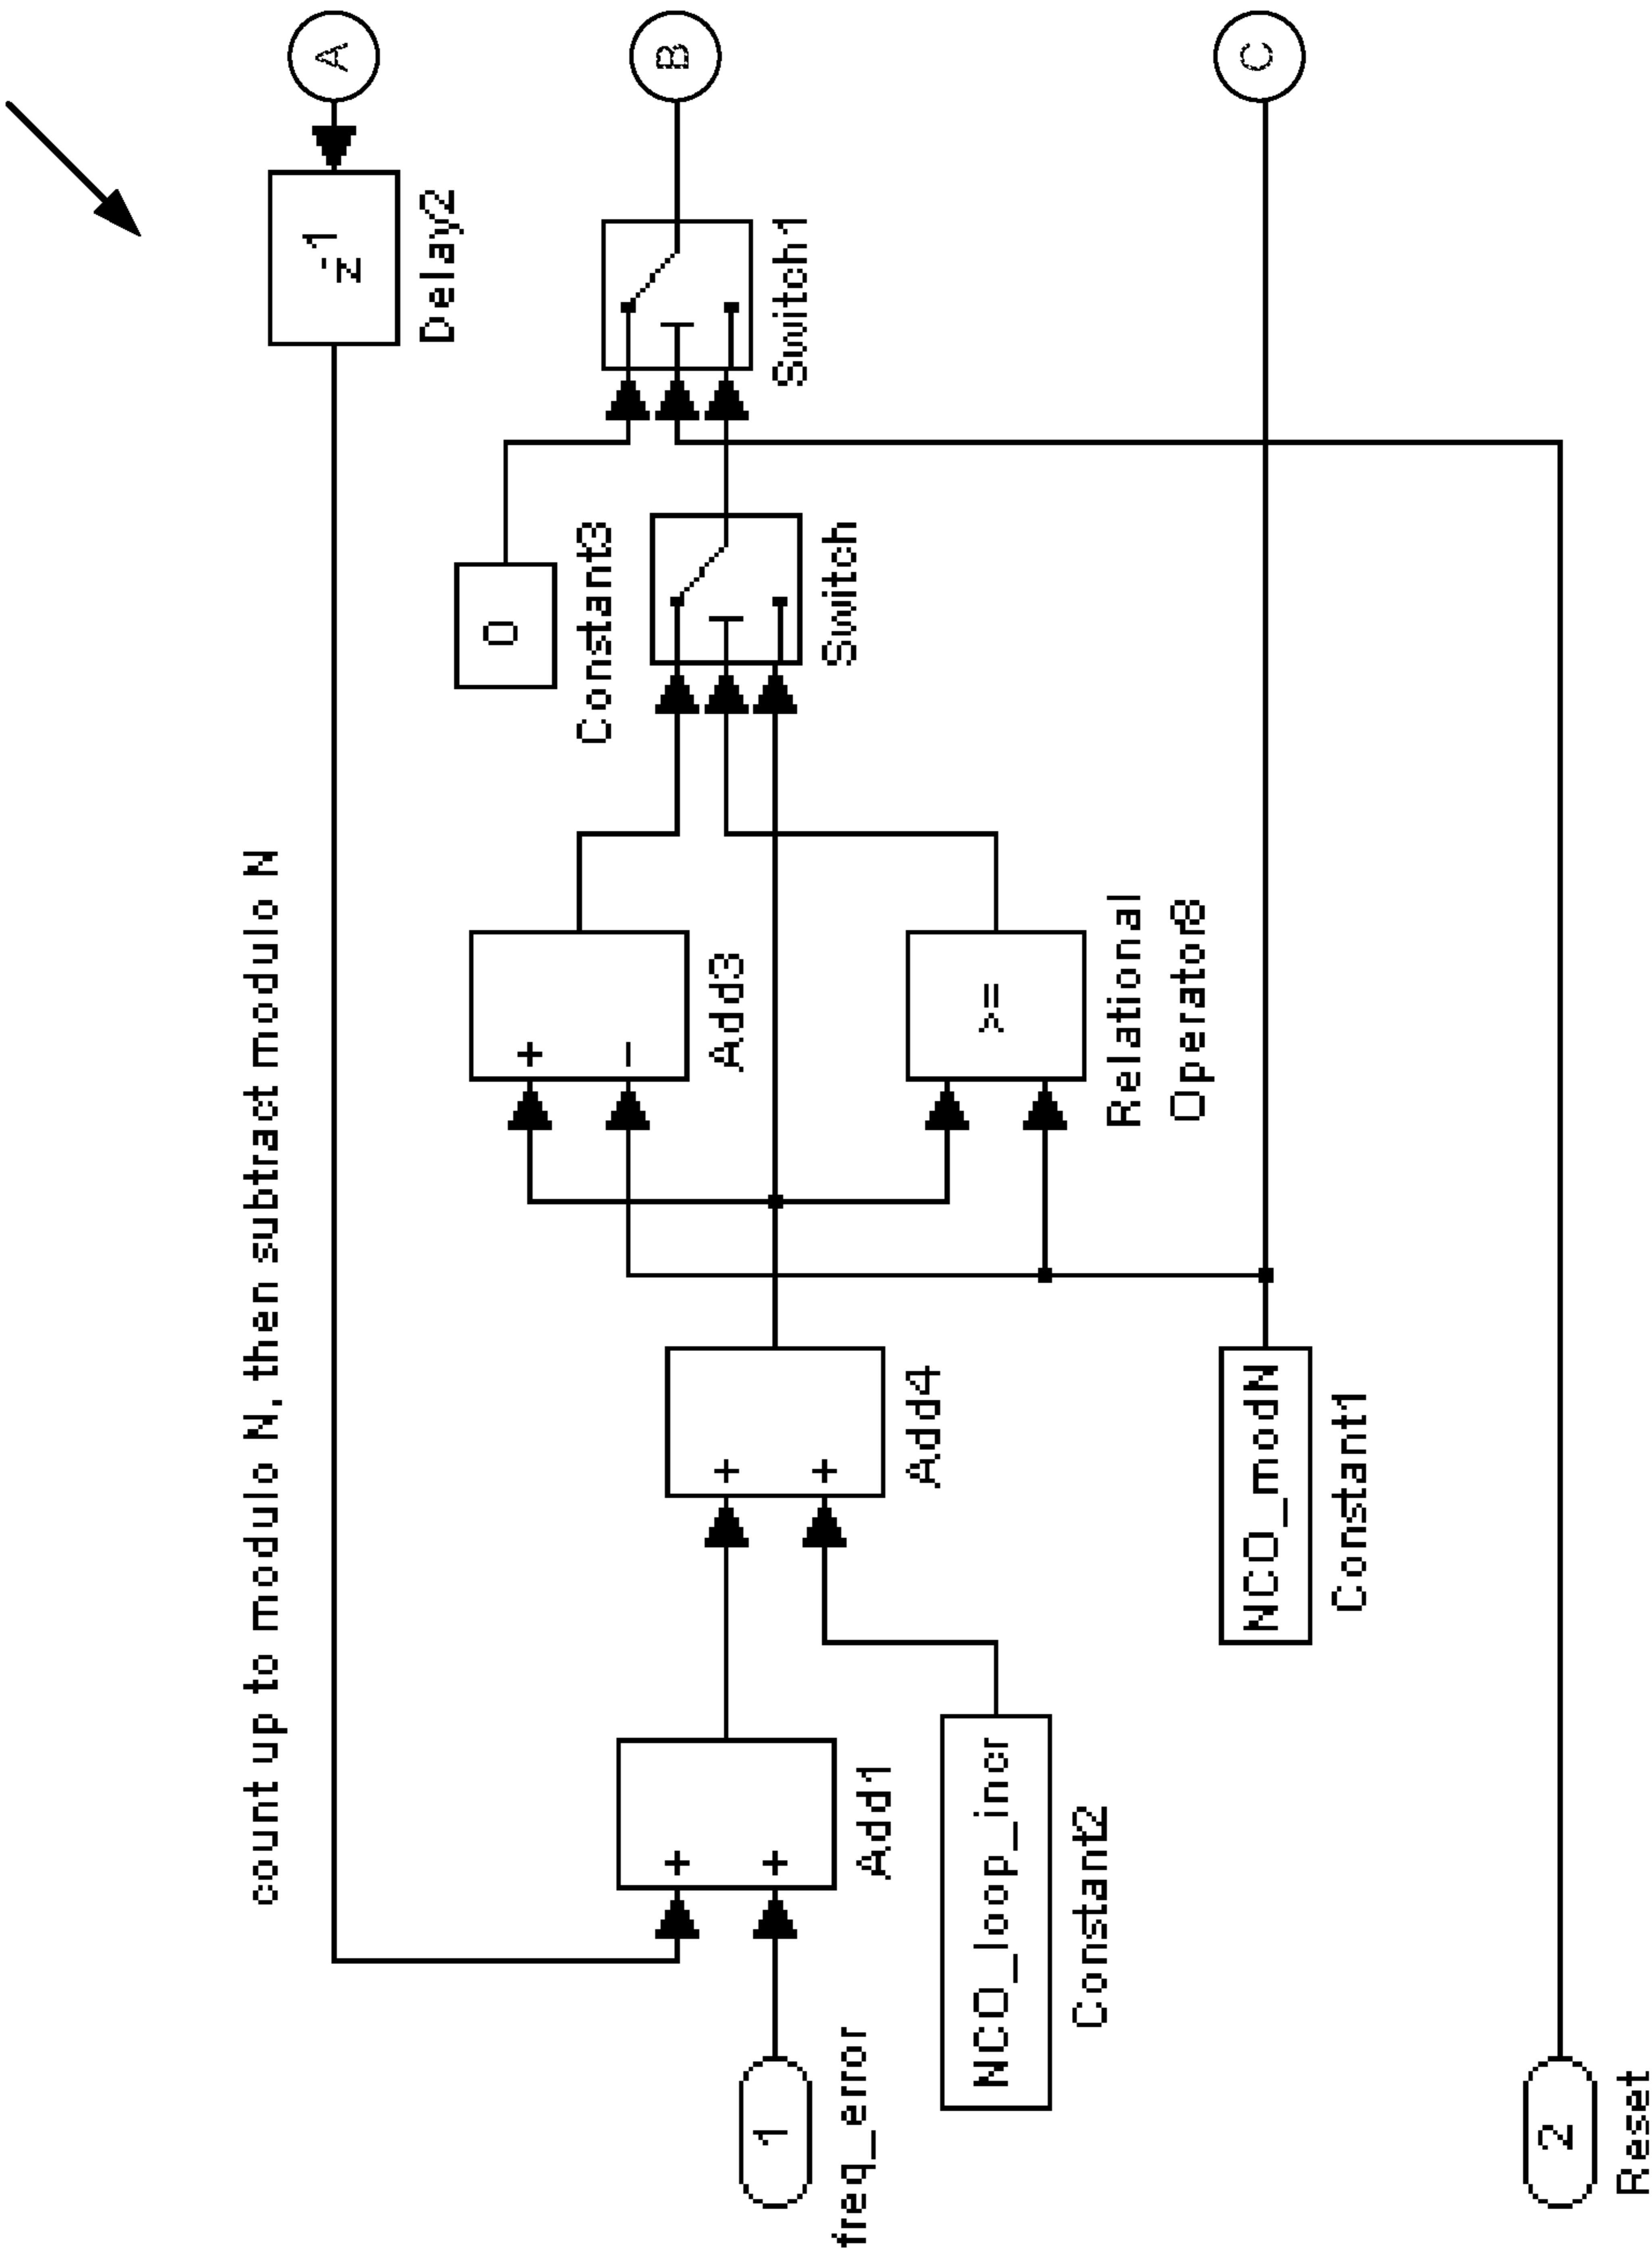 count up to modulo N, then subtract modulo N
A
z-1
Delay2
0
Constant3
B
Switch1
+
-
Add3
Switch
+
+
Add4
+
+
Add1
1
freq_error
>=
Relational
Operator8
NCO_loop_incr
Constant2
C
NCO_modN
Constant1
2
Reset